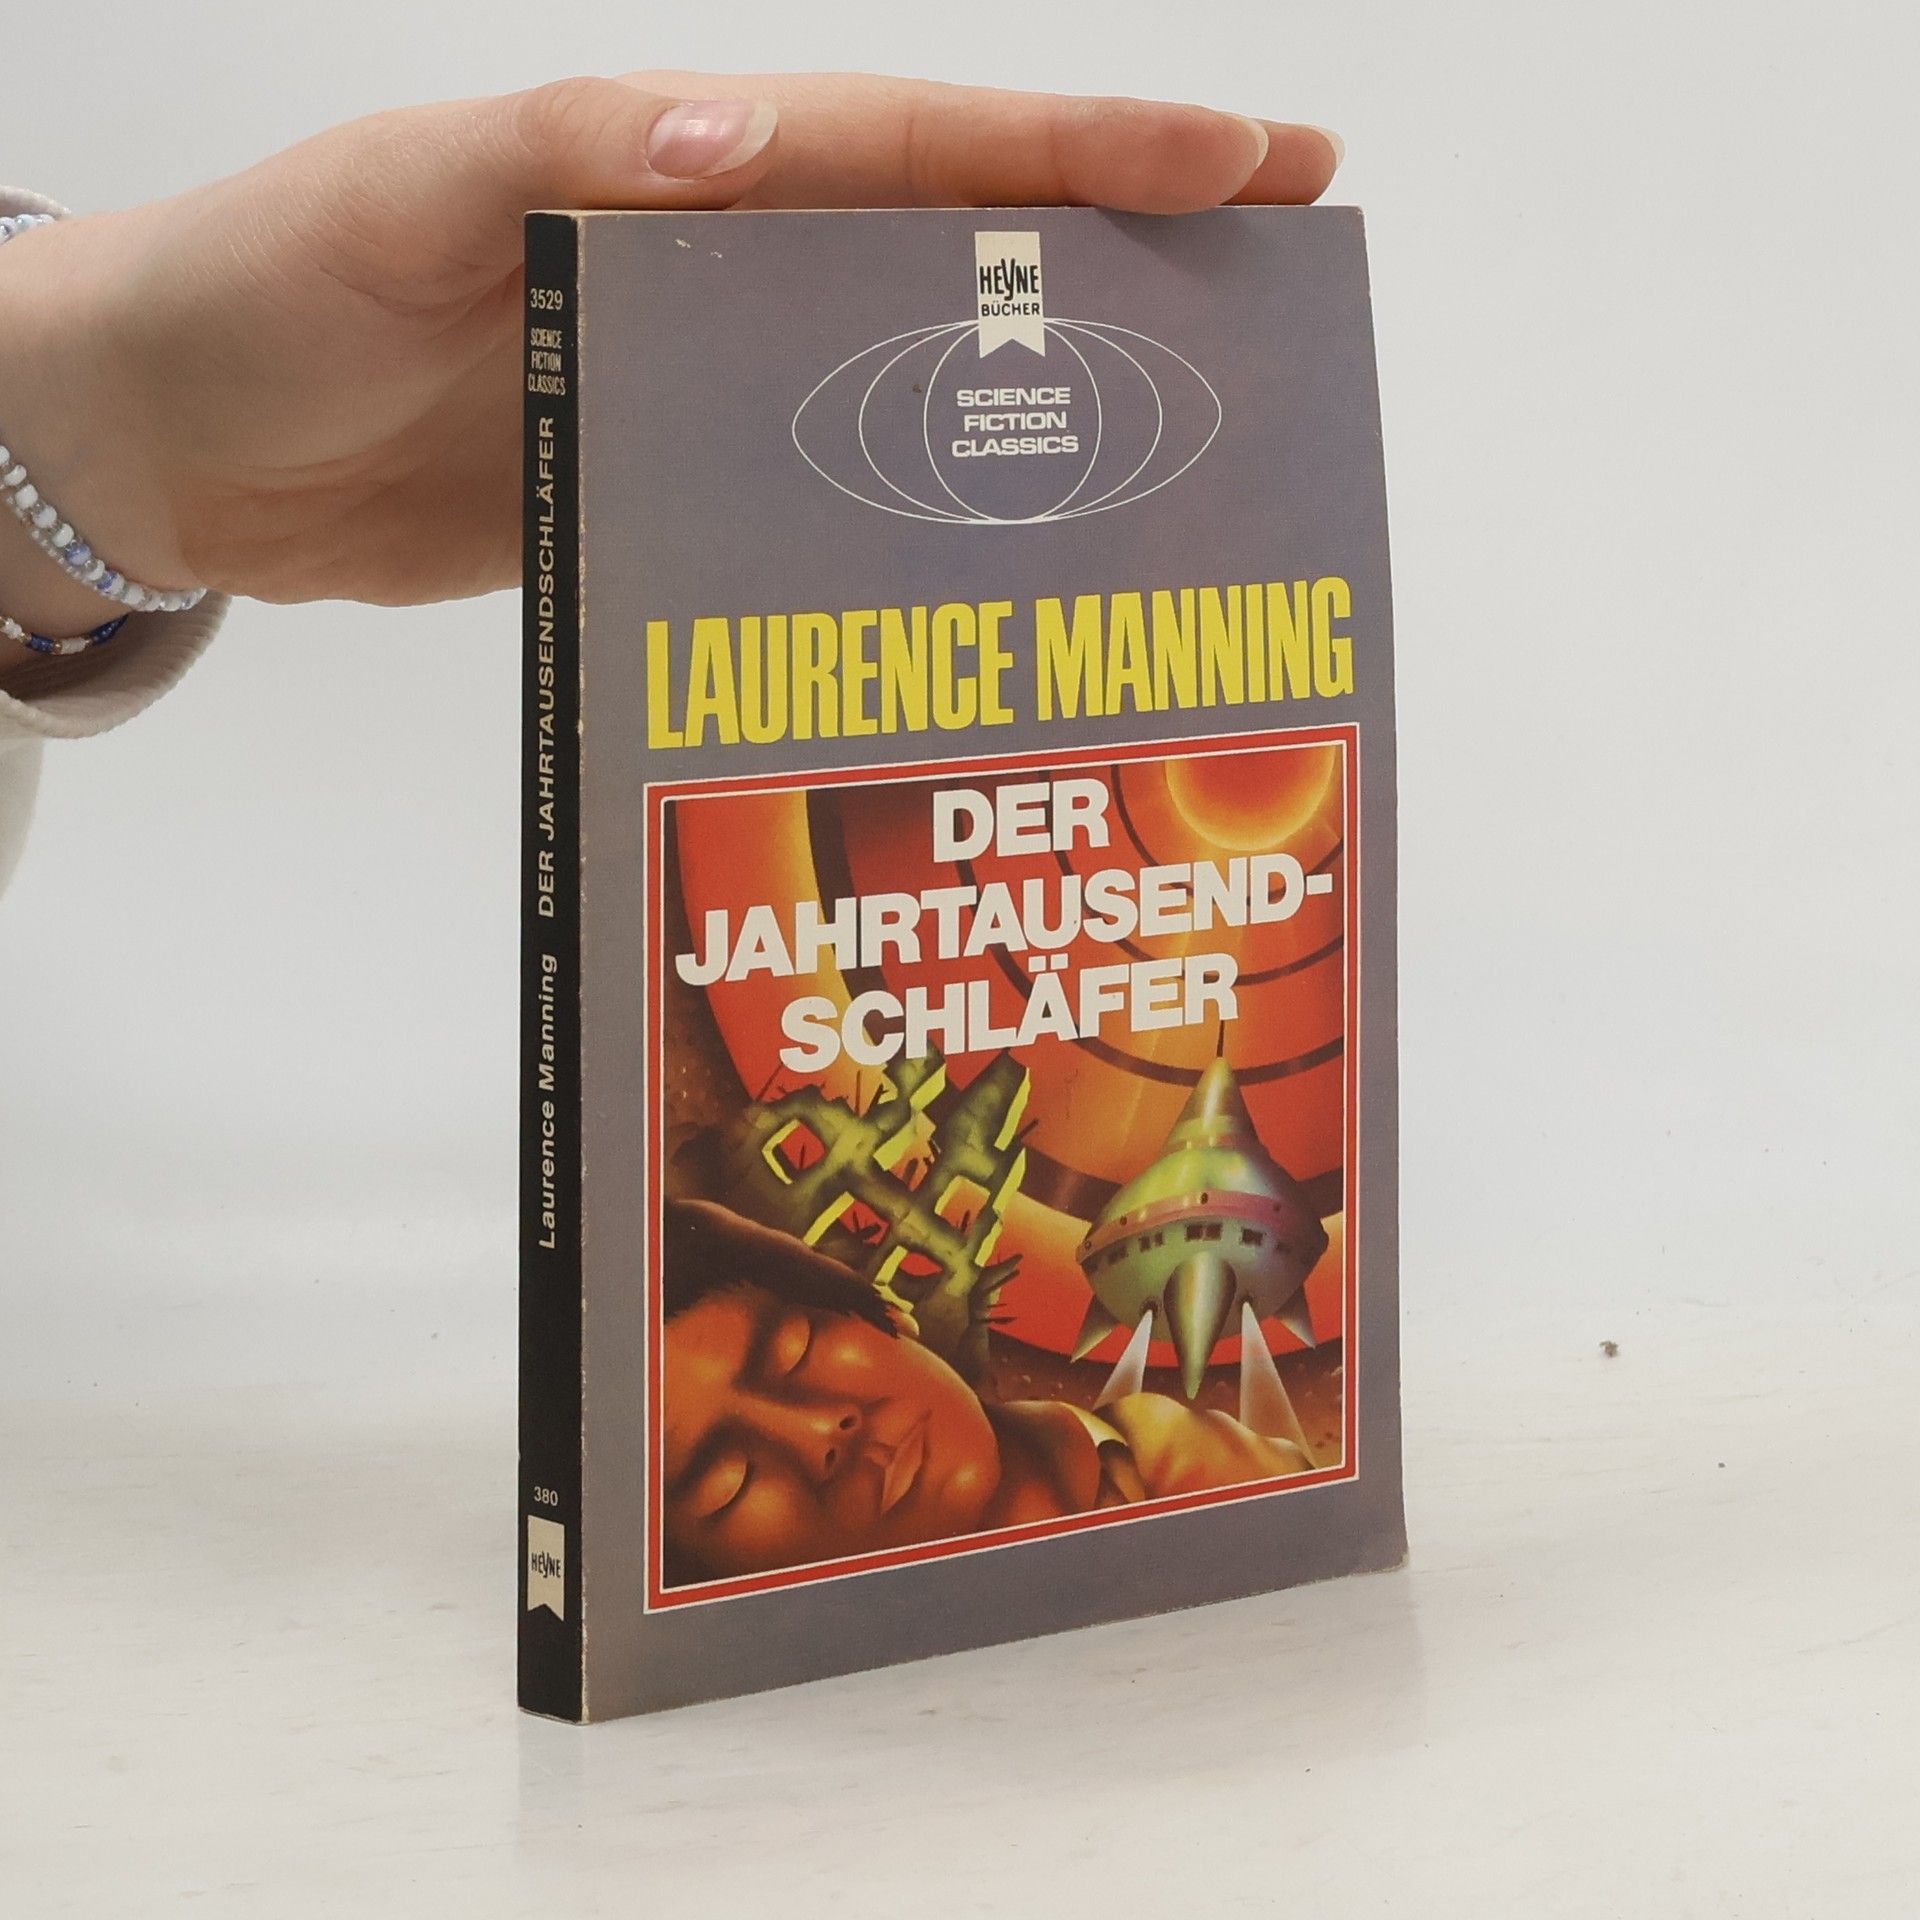 HEYNE
BÜCHER
SCIENCE
FICTION
CLASSICS
LAURENCE MANNING
DER
JAHRTAUSEND-
SCHLÄFER
3529
SCIENCE
FICTION
CLASSICS
Laurence Manning DER JAHRTAUSENDSCHLÄFER
380
HEYNE